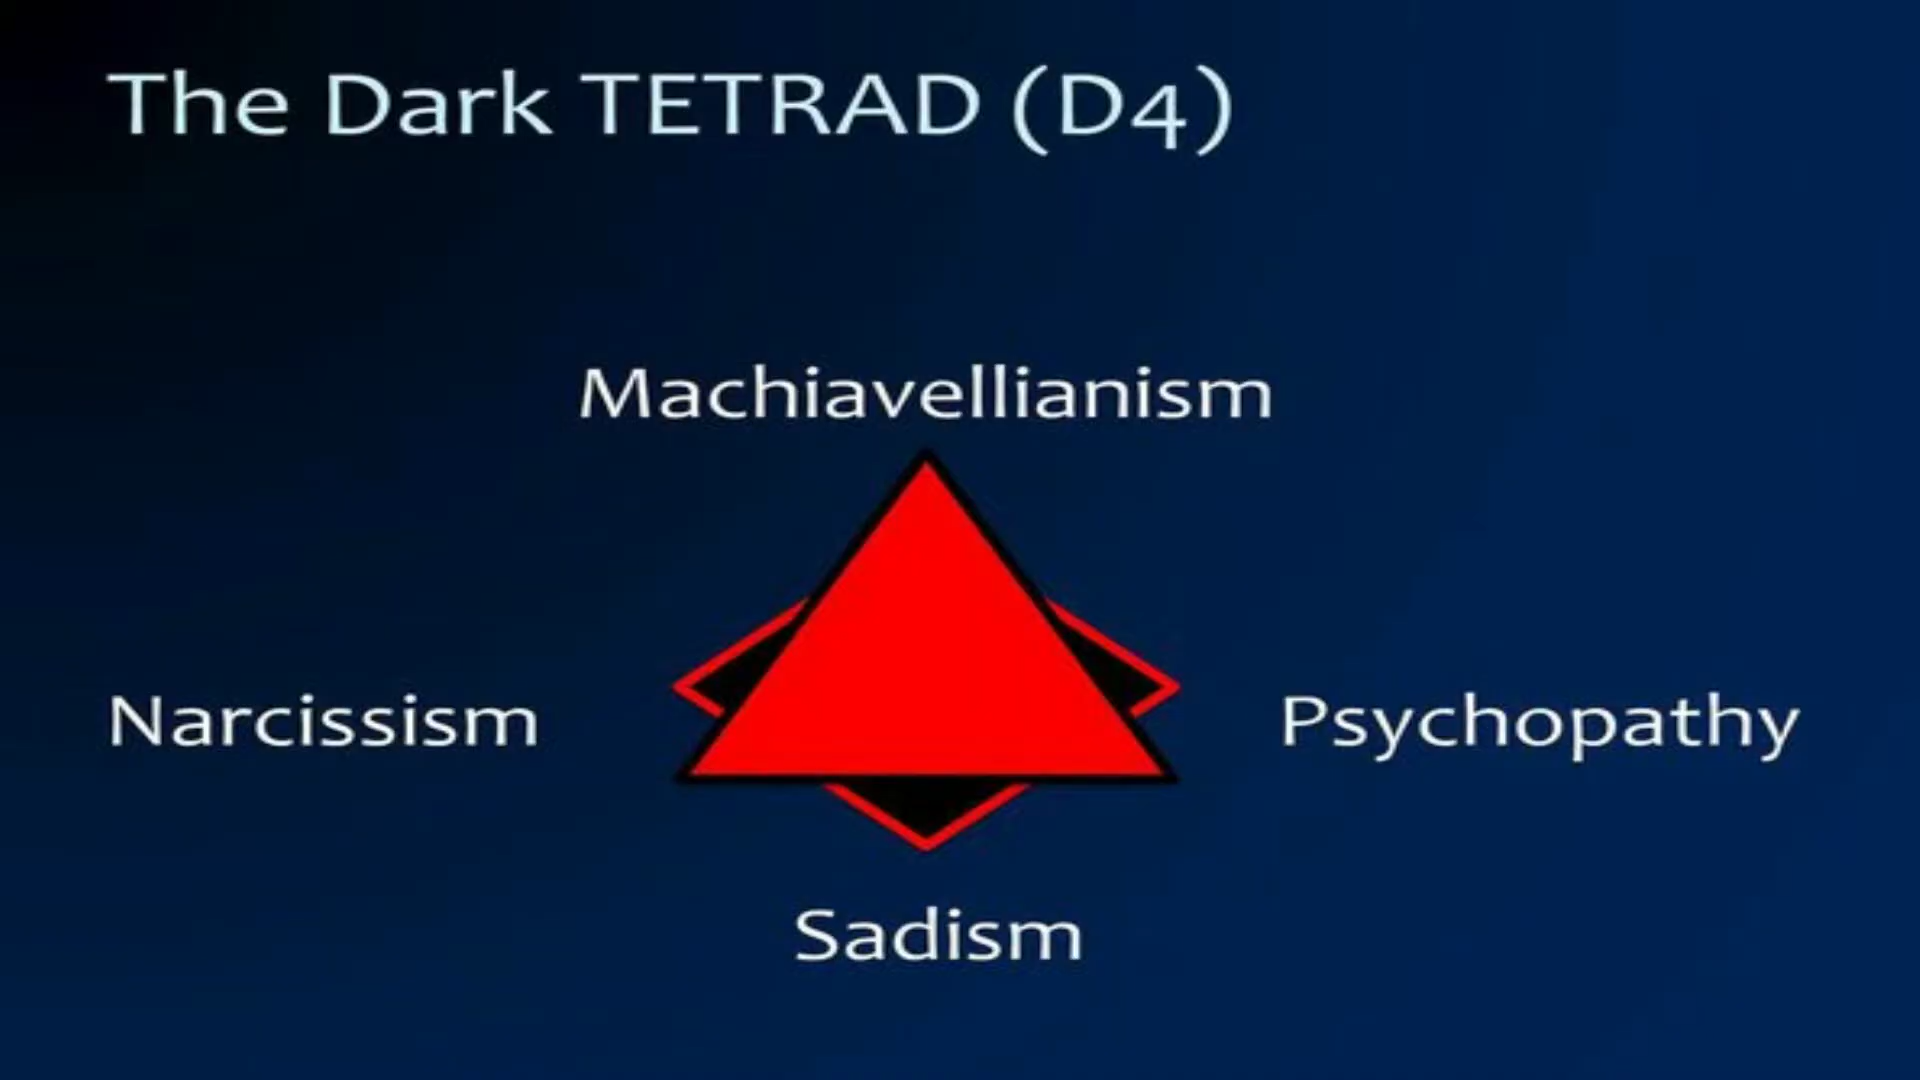 The Dark TETRAD (D4)
Machiavellianism
Narcissism
Psychopathy
Sadism